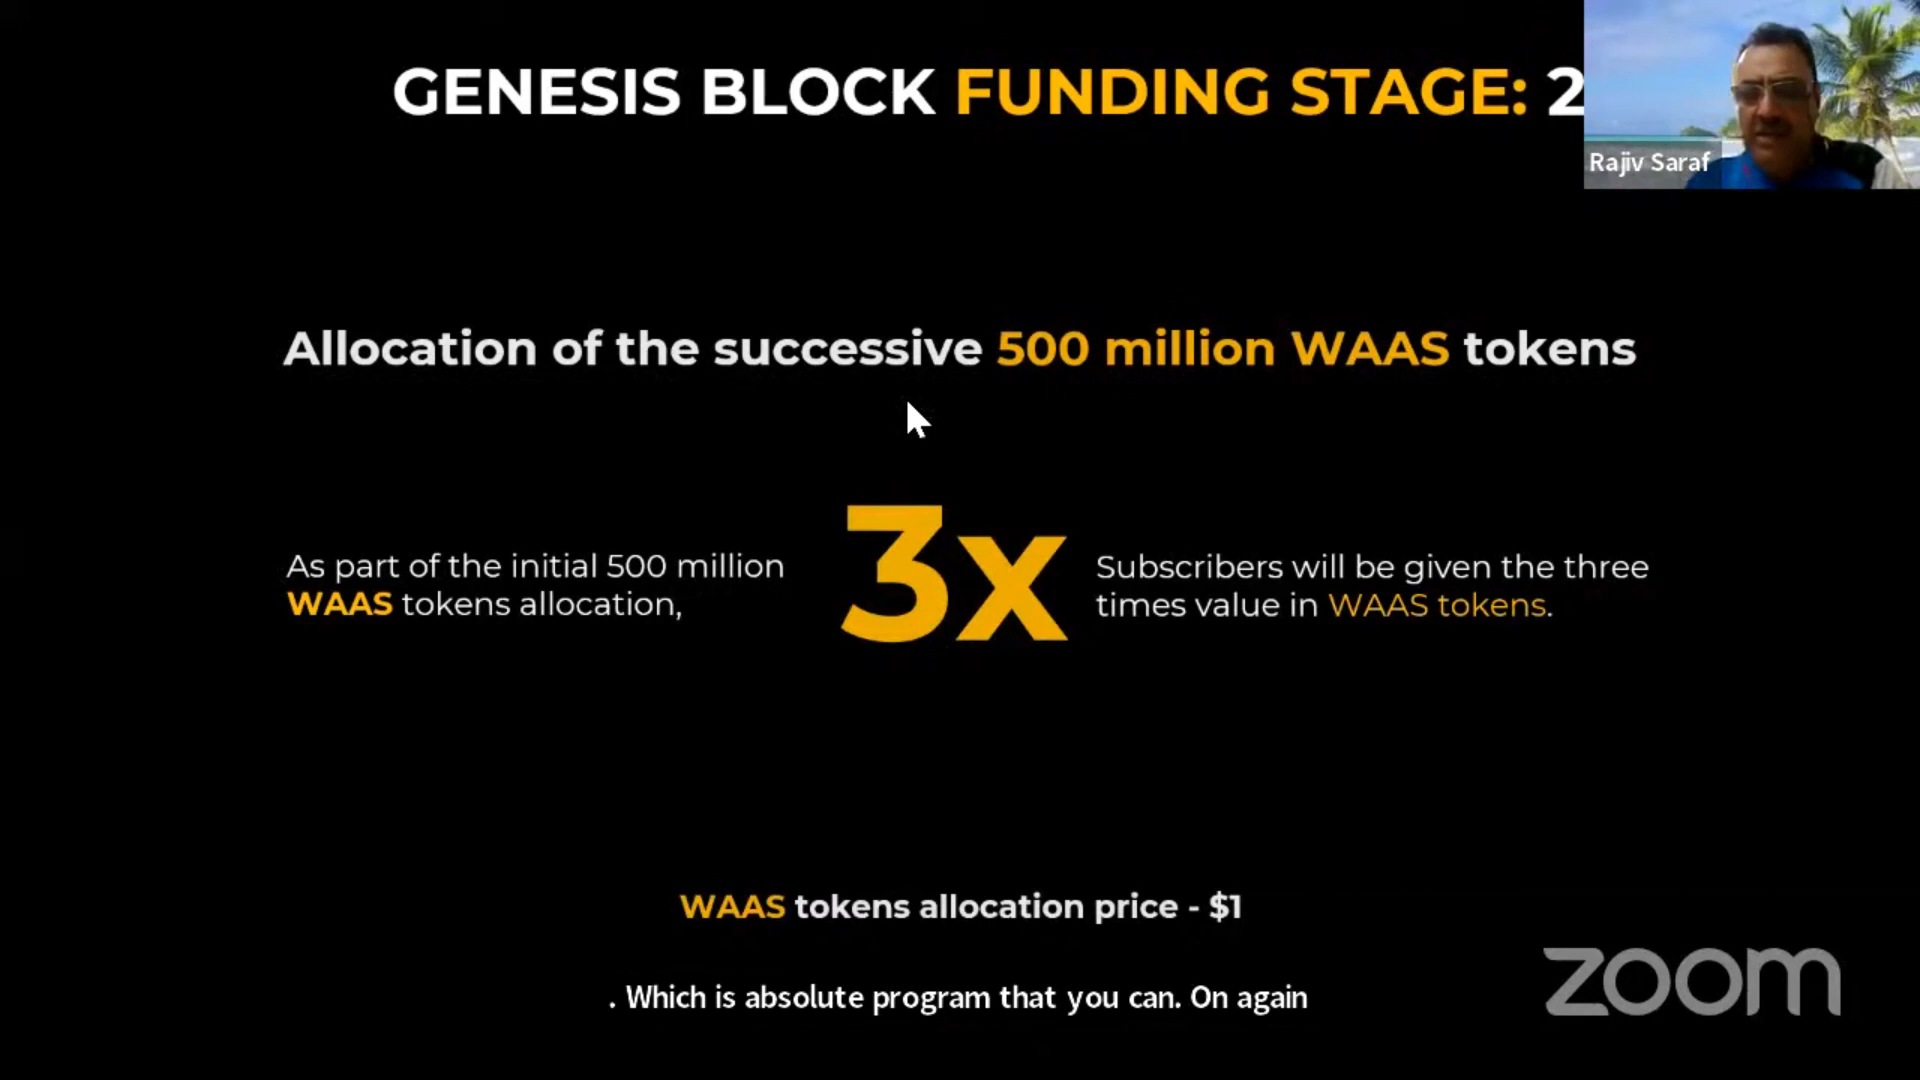 GENESIS BLOCK FUNDING STAGE: 2
Rajiv Saraf
Allocation of the successive 500 million WAAS tokens
As part of the initial 500 million
WAAS tokens allocation,
3x
Subscribers will be given the three
times value in WAAS tokens.
WAAS tokens allocation price - $1
. Which is absolute program that you can. On again
zoom